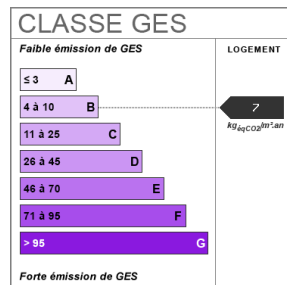 CLASSE GES
Faible émission de GES
LOGEMENT
≤ 3 A
4 à 10 B
7
kgéqCO2/m².an
11 à 25 C
26 à 45 D
46 à 70 E
71 à 95 F
> 95 G
Forte émission de GES